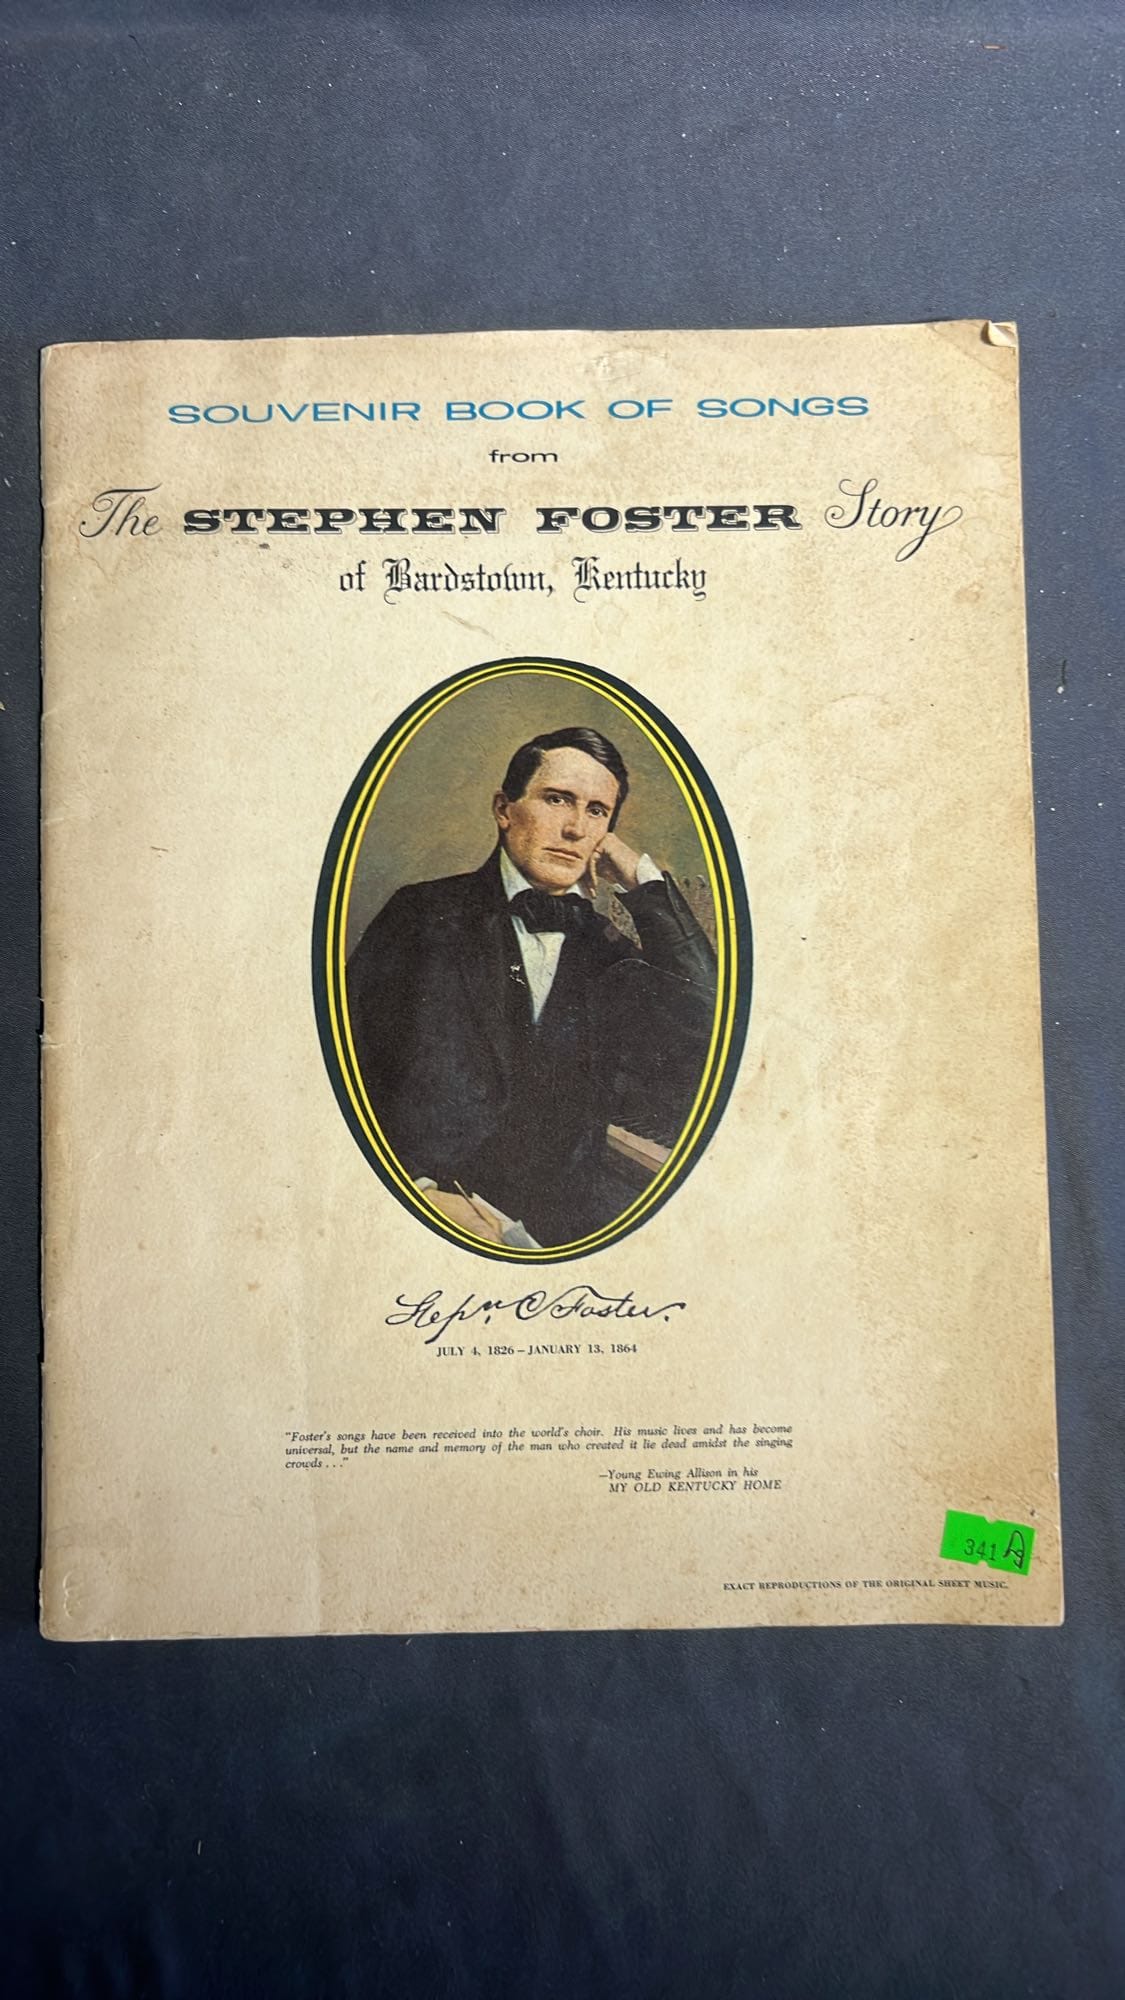 SOUVENIR BOOK OF SONGS
from
The STEPHEN FOSTER Story
of Bardstown, Kentucky
Stepn. C Foster.
JULY 4, 1826 – JANUARY 13, 1864
"Foster's songs have been received into the world's choir. His music lives and has become
universal, but the name and memory of the man who created it lie dead amidst the singing
crowds . . ."
—Young Ewing Allison in his
MY OLD KENTUCKY HOME
341
EXACT REPRODUCTIONS OF THE ORIGINAL SHEET MUSIC.